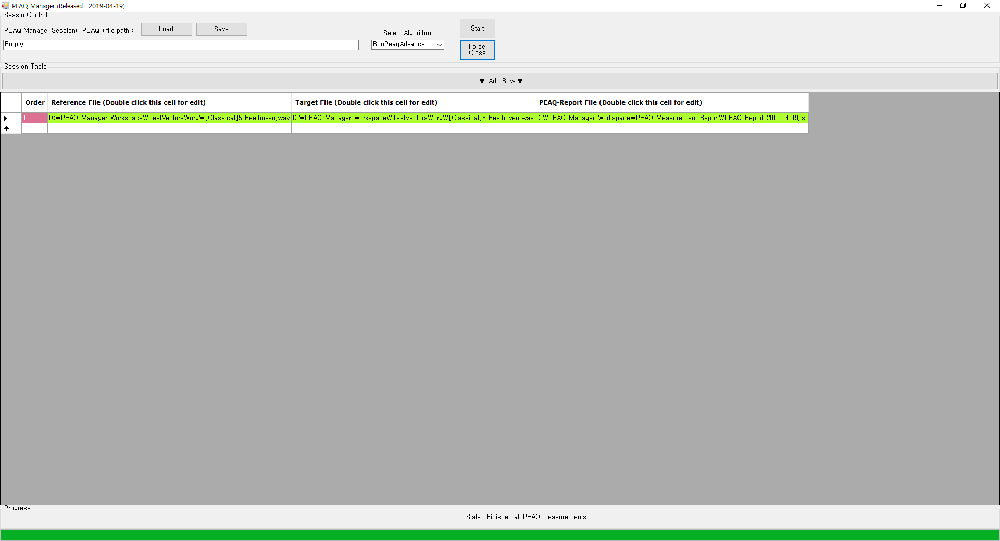 PEAQ_Manager (Released : 2019-04-19)
Sessin Control
PEAQ Manager Session( .PEAQ ) file path :
Load
Save
Empty
Select Algorithm
RunPeaqAdvanced
Start
Force
Close
Session Table
▼ Add Row ▼
Order Reference File (Double click this cell for edit) Target File (Double click this cell for edit) PEAQ-Report File (Double click this cell for edit)
1 D:₩PEAQ_Manager_Workspace₩TestVectors₩org₩[Classical]5_Beethoven.wav D:₩PEAQ_Manager_Workspace₩TestVectors₩org₩[Classical]5_Beethoven.wav D:₩PEAQ_Manager_Workspace₩PEAQ_Measurement_Report₩PEAQ-Report-2019-04-19.txt
Progress
State : Finished all PEAQ measurements